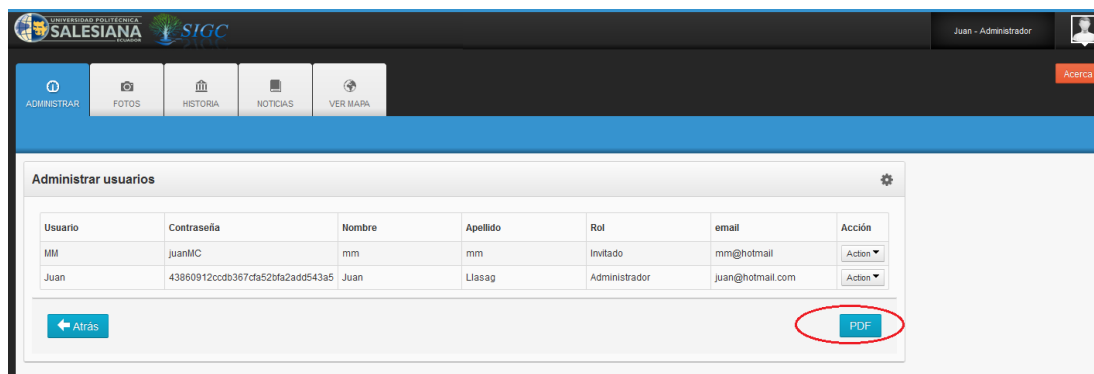 UNIVERSIDAD POLITÉCNICA
SALESIANA
ECUADOR
SIGC
Juan - Administrador
Acerca
ADMINISTRAR
FOTOS
HISTORIA
NOTICIAS
VER MAPA
Administrar usuarios
Usuario Contraseña Nombre Apellido Rol email Acción
MM juanMC mm mm Invitado mm@hotmail Action
Juan 43860912ccdb367cfa52bfa2add543a5 Juan Llasag Administrador juan@hotmail.com Action
Atrás
PDF